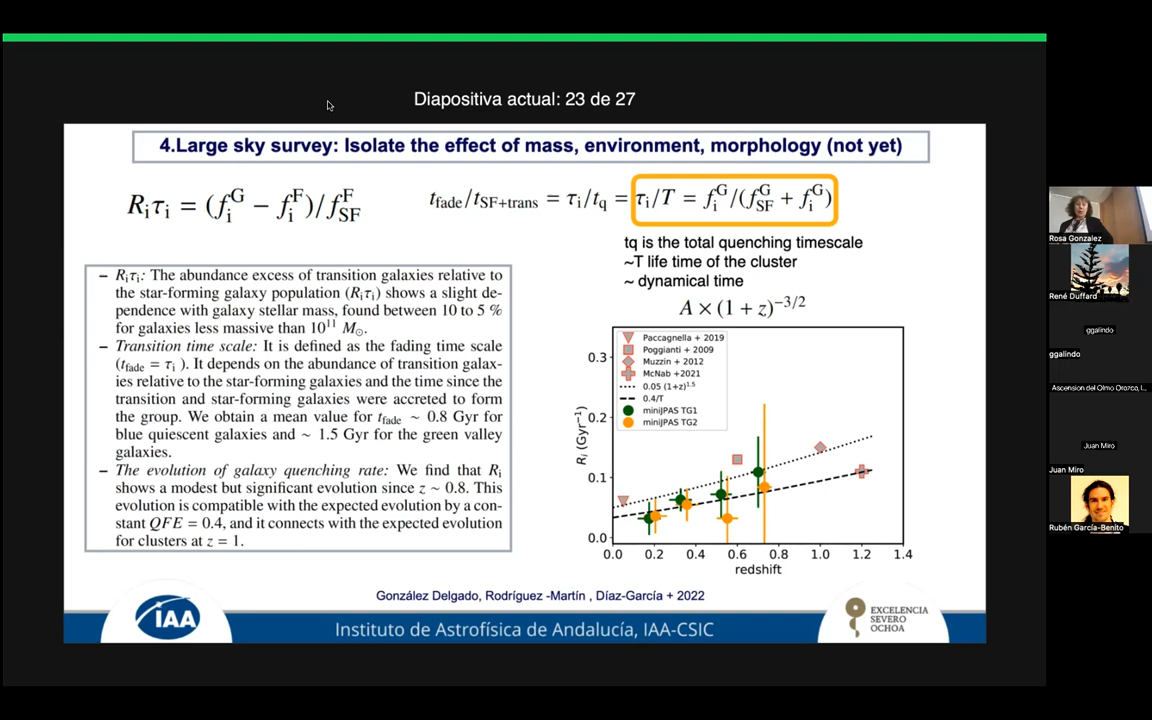 Diapositiva actual: 23 de 27
4.Large sky survey: Isolate the effect of mass, environment, morphology (not yet)
R_iτ_i = (f_i^G − f_i^F)/f_SF^F
t_fade/t_SF+trans = τ_i/t_q = τ_i/T = f_i^G/(f_SF^G + f_i^G)
tq is the total quenching timescale
~T life time of the cluster
~ dynamical time
A × (1 + z)^−3/2
– R_iτ_i: The abundance excess of transition galaxies relative to
the star-forming galaxy population (R_iτ_i) shows a slight de-
pendence with galaxy stellar mass, found between 10 to 5 %
for galaxies less massive than 10^11 M_⊙.
– Transition time scale: It is defined as the fading time scale
(t_fade = τ_i ). It depends on the abundance of transition galax-
ies relative to the star-forming galaxies and the time since the
transition and star-forming galaxies were accreted to form
the group. We obtain a mean value for t_fade ~ 0.8 Gyr for
blue quiescent galaxies and ~ 1.5 Gyr for the green valley
galaxies.
– The evolution of galaxy quenching rate: We find that R_i
shows a modest but significant evolution since z ~ 0.8. This
evolution is compatible with the expected evolution by a con-
stant QFE = 0.4, and it connects with the expected evolution
for clusters at z = 1.
Paccagnella + 2019
Poggianti + 2009
Muzzin + 2012
McNab +2021
0.05 (1+z)^1.5
0.4/T
miniJPAS TG1
miniJPAS TG2
R_i (Gyr^−1)
0.3
0.2
0.1
0.0
0.0 0.2 0.4 0.6 0.8 1.0 1.2 1.4
redshift
González Delgado, Rodríguez -Martín , Díaz-García + 2022
IAA
Instituto de Astrofísica de Andalucía, IAA-CSIC
EXCELENCIA
SEVERO
OCHOA
Rosa Gonzalez
René Duffard
ggalindo
ggalindo
Ascension del Olmo Orozco, I...
Juan Miro
Juan Miro
Rubén García-Benito